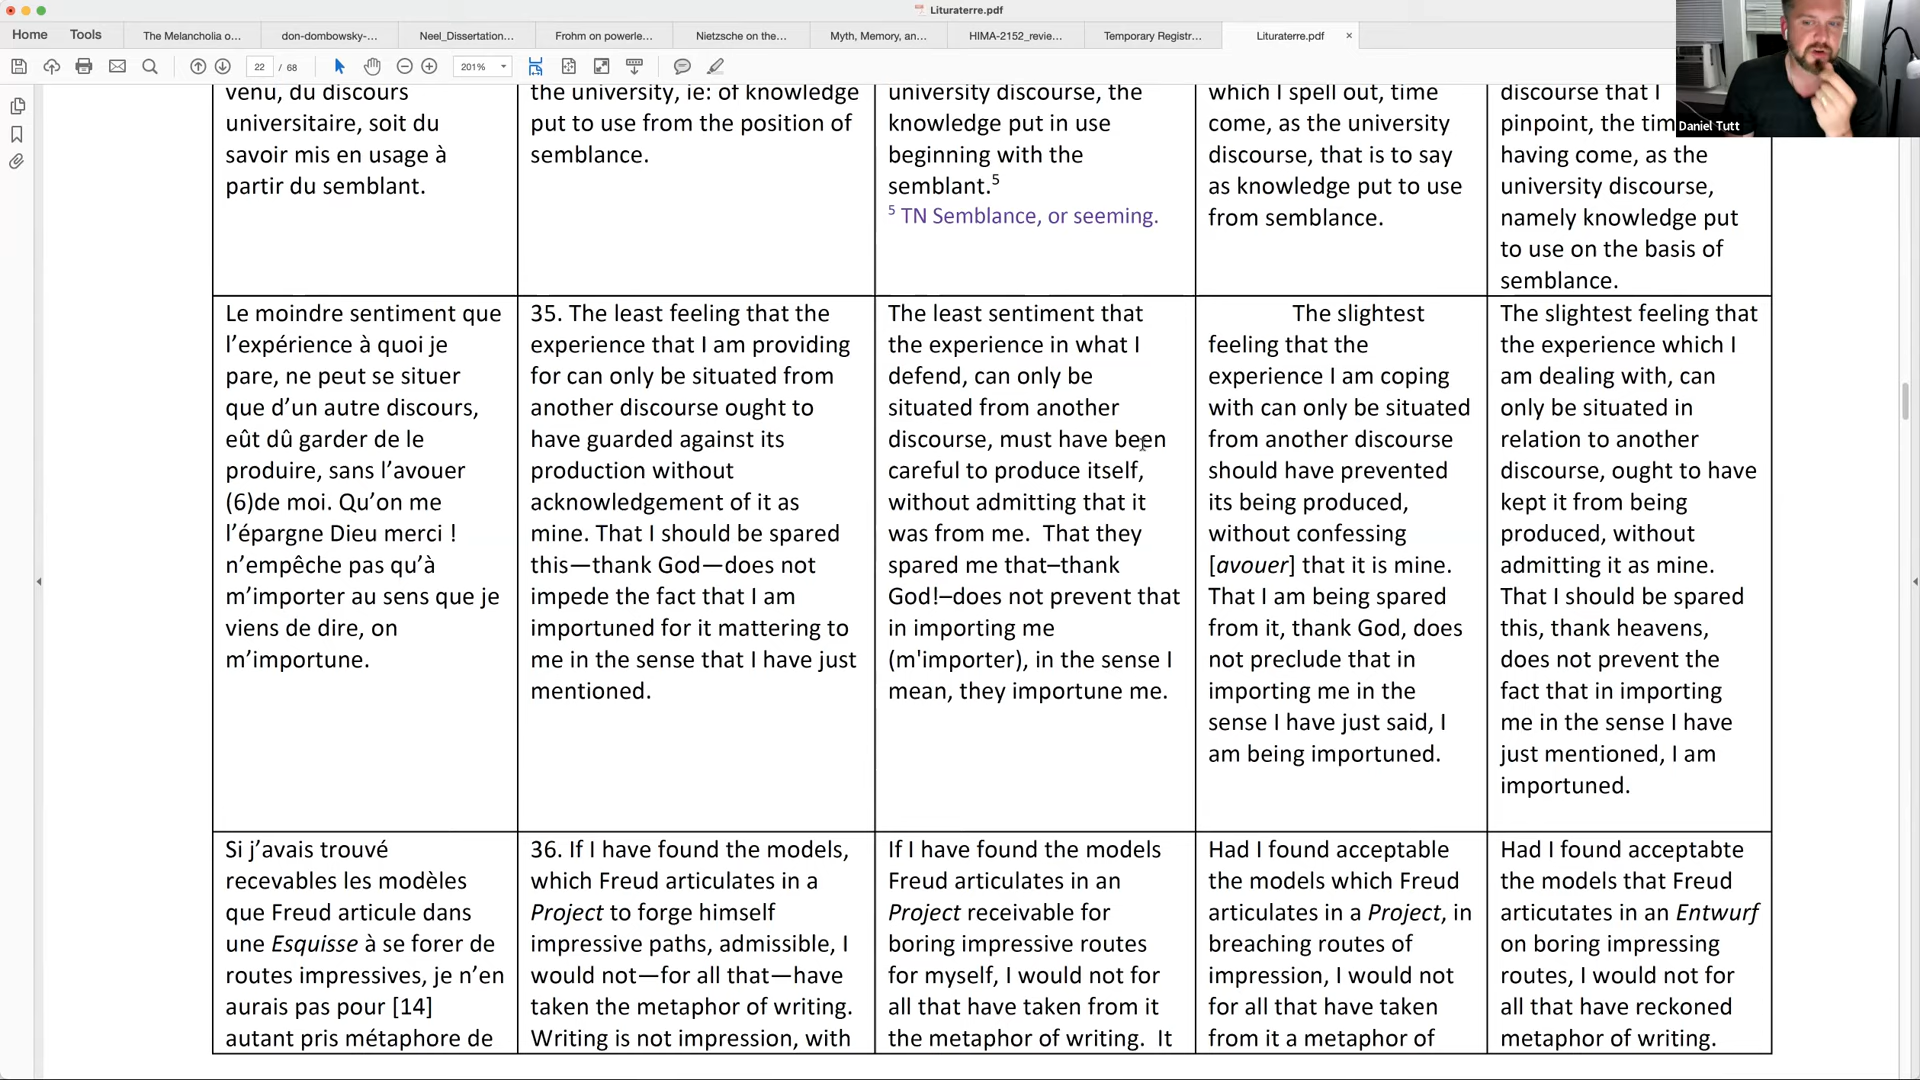 Lituraterre.pdf
Home
Tools
The Melancholia o...
don-dombowsky-...
Neel_Dissertation...
Frohm on powerle...
Nietzsche on the...
Myth, Memory, an...
HIMA-2152_revie...
Temporary Registr...
Lituraterre.pdf
22 / 68
201%
Daniel Tutt
venu, du discours
universitaire, soit du
savoir mis en usage à
partir du semblant.
the university, ie: of knowledge
put to use from the position of
semblance.
university discourse, the
knowledge put in use
beginning with the
semblant.⁵
⁵ TN Semblance, or seeming.
which I spell out, time
come, as the university
discourse, that is to say
as knowledge put to use
from semblance.
discourse that I
pinpoint, the tim
having come, as the
university discourse,
namely knowledge put
to use on the basis of
semblance.
Le moindre sentiment que
l’expérience à quoi je
pare, ne peut se situer
que d’un autre discours,
eût dû garder de le
produire, sans l’avouer
(6)de moi. Qu’on me
l’épargne Dieu merci !
n’empêche pas qu’à
m’importer au sens que je
viens de dire, on
m’importune.
35. The least feeling that the
experience that I am providing
for can only be situated from
another discourse ought to
have guarded against its
production without
acknowledgement of it as
mine. That I should be spared
this—thank God—does not
impede the fact that I am
importuned for it mattering to
me in the sense that I have just
mentioned.
The least sentiment that
the experience in what I
defend, can only be
situated from another
discourse, must have been
careful to produce itself,
without admitting that it
was from me.  That they
spared me that–thank
God!–does not prevent that
in importing me
(m'importer), in the sense I
mean, they importune me.
The slightest
feeling that the
experience I am coping
with can only be situated
from another discourse
should have prevented
its being produced,
without confessing
[avouer] that it is mine.
That I am being spared
from it, thank God, does
not preclude that in
importing me in the
sense I have just said, I
am being importuned.
The slightest feeling that
the experience which I
am dealing with, can
only be situated in
relation to another
discourse, ought to have
kept it from being
produced, without
admitting it as mine.
That I should be spared
this, thank heavens,
does not prevent the
fact that in importing
me in the sense I have
just mentioned, I am
importuned.
Si j’avais trouvé
recevables les modèles
que Freud articule dans
une Esquisse à se forer de
routes impressives, je n’en
aurais pas pour [14]
autant pris métaphore de
36. If I have found the models,
which Freud articulates in a
Project to forge himself
impressive paths, admissible, I
would not—for all that—have
taken the metaphor of writing.
Writing is not impression, with
If I have found the models
Freud articulates in an
Project receivable for
boring impressive routes
for myself, I would not for
all that have taken from it
the metaphor of writing.  It
Had I found acceptable
the models which Freud
articulates in a Project, in
breaching routes of
impression, I would not
for all that have taken
from it a metaphor of
Had I found acceptabte
the models that Freud
articutates in an Entwurf
on boring impressing
routes, I would not for
all that have reckoned
metaphor of writing.